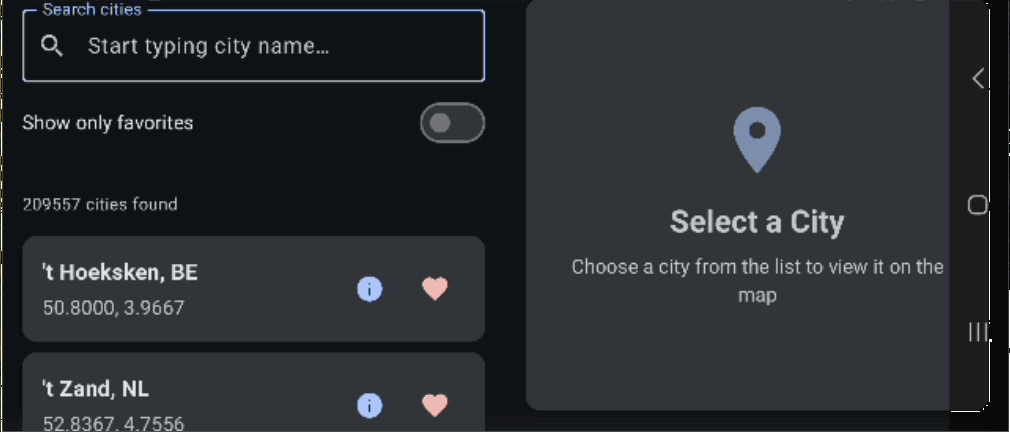 Search cities
Start typing city name…
Show only favorites
209557 cities found
't Hoeksken, BE
50.8000, 3.9667
't Zand, NL
52.8367, 4.7556
Select a City
Choose a city from the list to view it on the
map